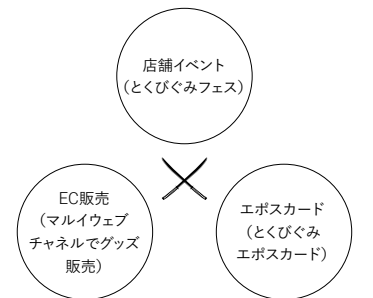 店舗イベント
（とくびぐみフェス）
EC販売
（マルイウェブ
チャネルでグッズ
販売）
エポスカード
（とくびぐみ
エポスカード）